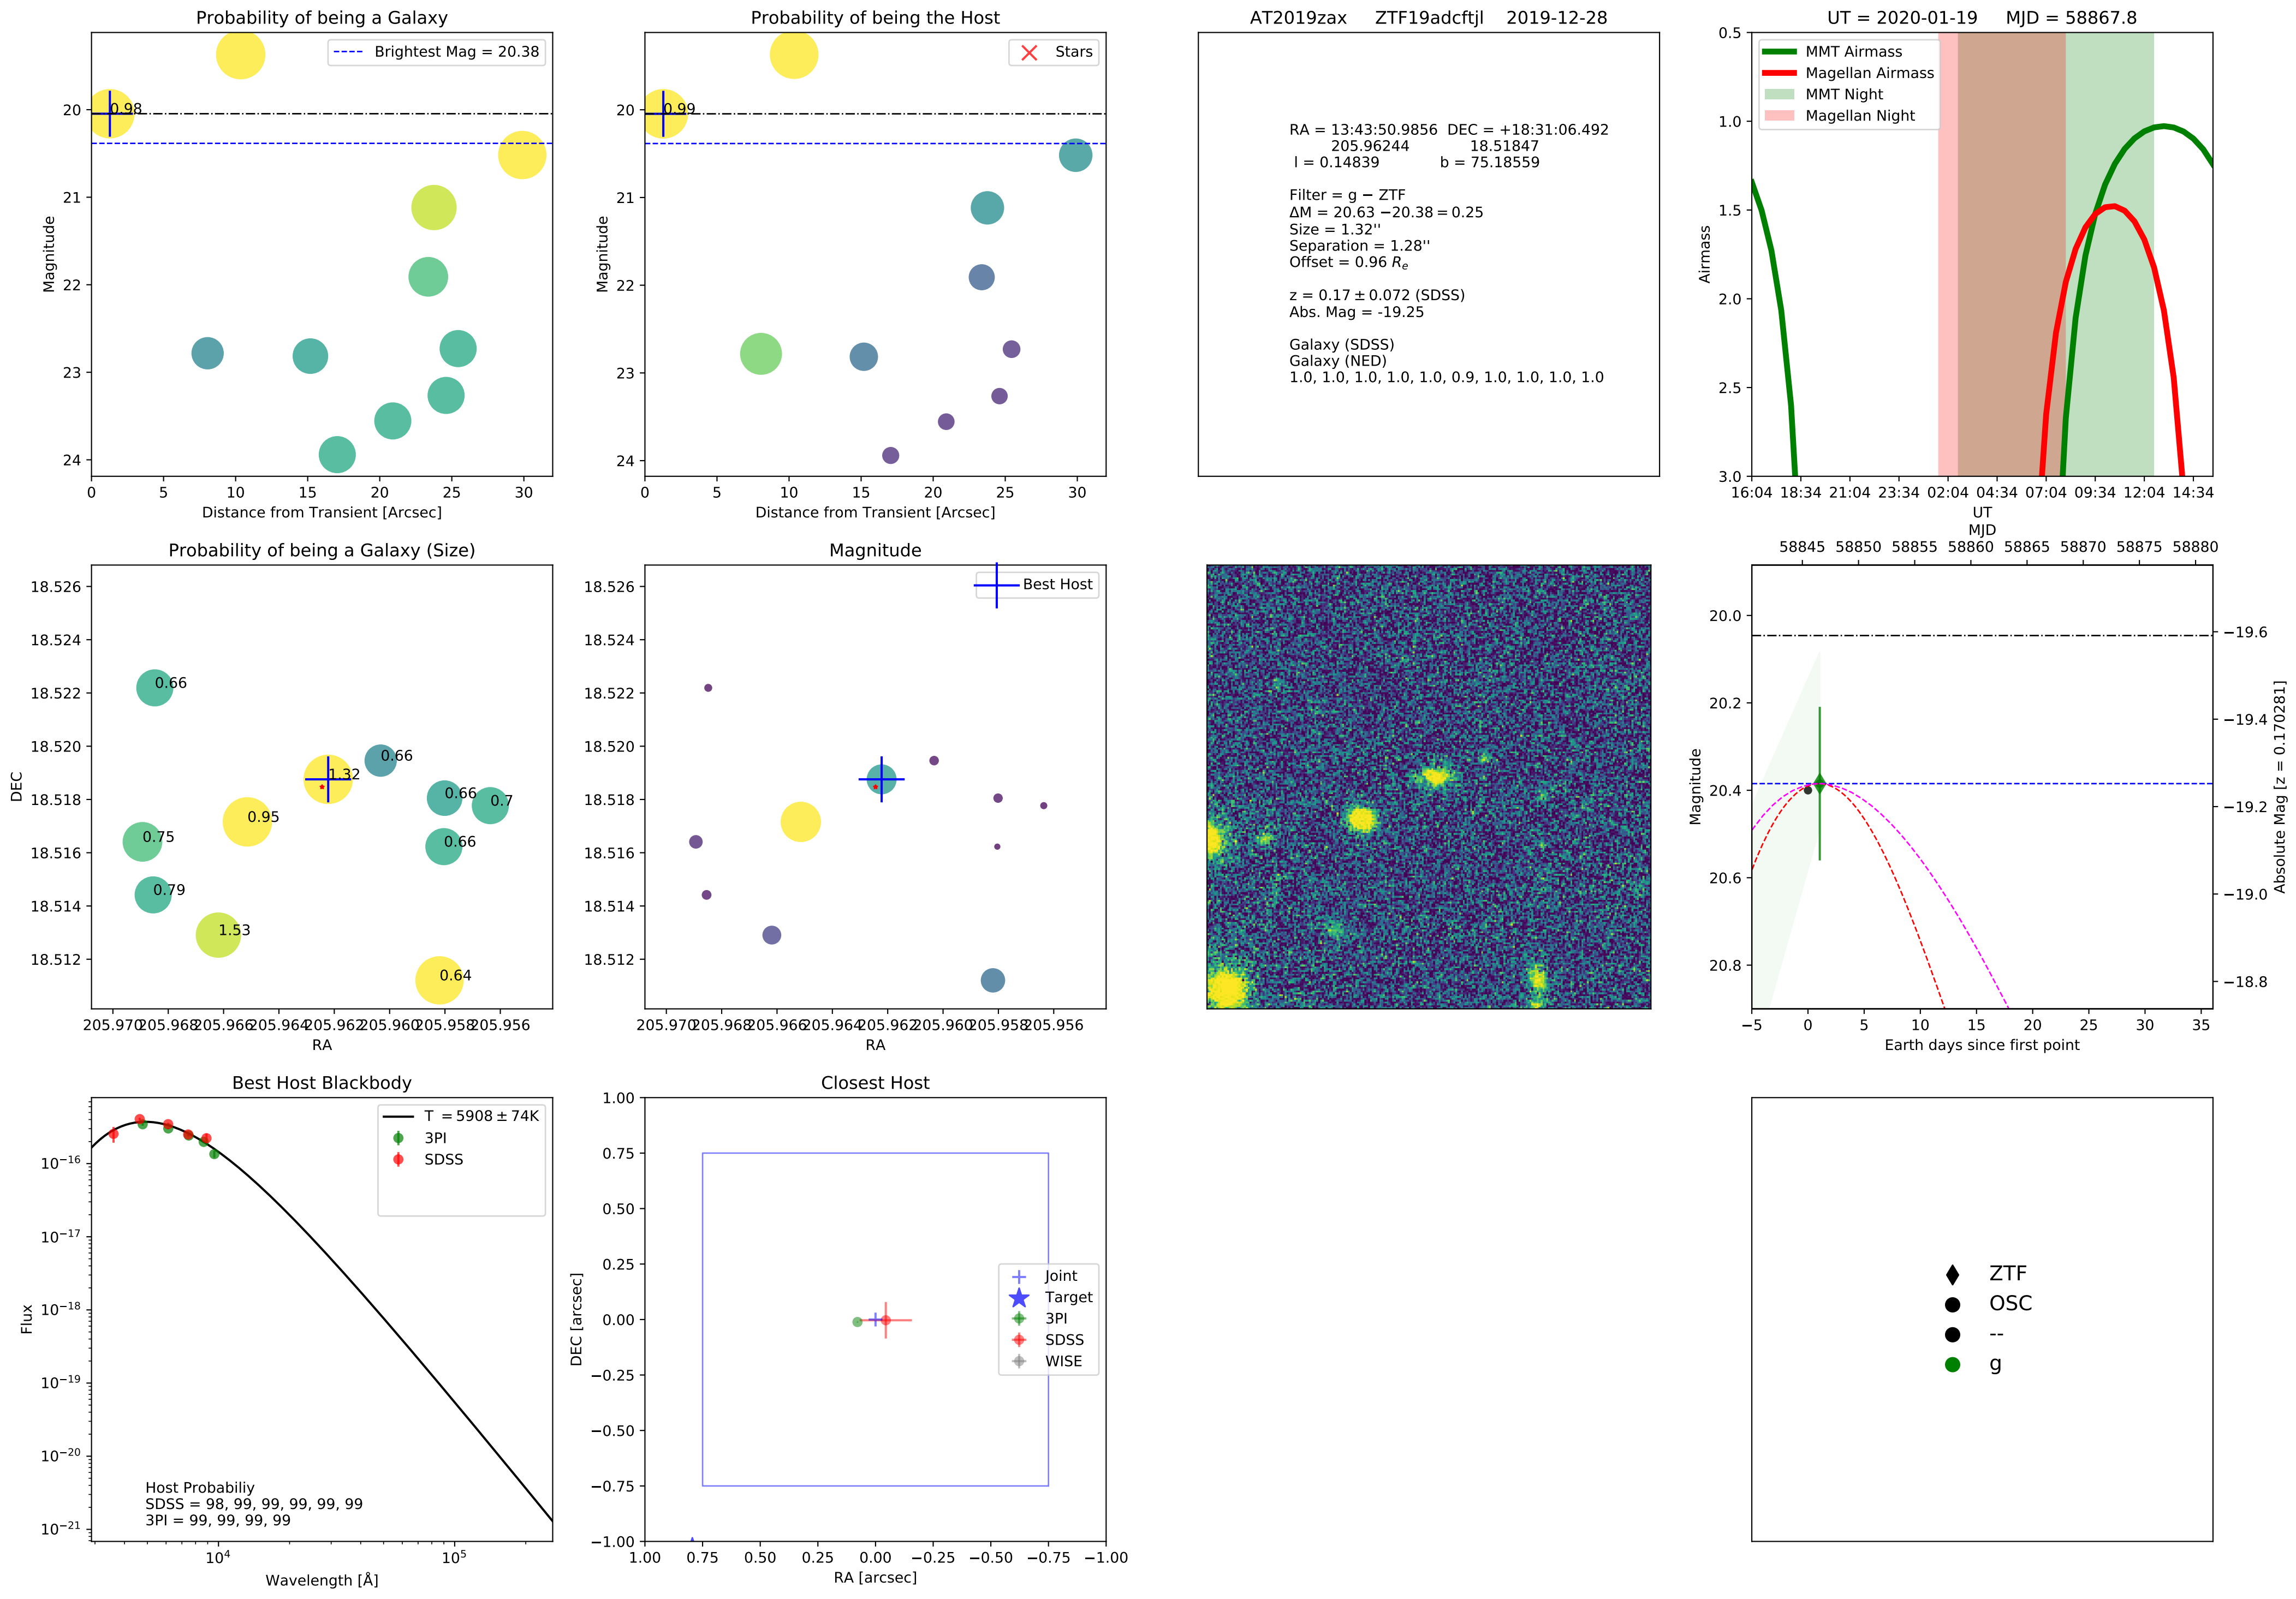 Probability of being a Galaxy
Brightest Mag = 20.38
0.98
20
21
22
23
24
Magnitude
0 5 10 15 20 25 30
Distance from Transient [Arcsec]
Probability of being the Host
Stars
0.99
20
21
22
23
24
Magnitude
0 5 10 15 20 25 30
Distance from Transient [Arcsec]
AT2019zax ZTF19adcftjl 2019-12-28
RA = 13:43:50.9856 DEC = +18:31:06.492
205.96244 18.51847
l = 0.14839 b = 75.18559
Filter = g − ZTF
ΔM = 20.63 −20.38 = 0.25
Size = 1.32''
Separation = 1.28''
Offset = 0.96 Re
z = 0.17 ± 0.072 (SDSS)
Abs. Mag = -19.25
Galaxy (SDSS)
Galaxy (NED)
1.0, 1.0, 1.0, 1.0, 1.0, 0.9, 1.0, 1.0, 1.0, 1.0
UT = 2020-01-19 MJD = 58867.8
MMT Airmass
Magellan Airmass
MMT Night
Magellan Night
0.5
1.0
1.5
2.0
2.5
3.0
Airmass
16:04 18:34 21:04 23:34 02:04 04:34 07:04 09:34 12:04 14:34
UT
Probability of being a Galaxy (Size)
18.526
18.524
18.522
18.520
18.518
18.516
18.514
18.512
DEC
0.66
0.66
1.32
0.66
0.7
0.95
0.75
0.66
0.79
1.53
0.64
205.970 205.968 205.966 205.964 205.962 205.960 205.958 205.956
RA
Magnitude
Best Host
18.526
18.524
18.522
18.520
18.518
18.516
18.514
18.512
205.970 205.968 205.966 205.964 205.962 205.960 205.958 205.956
RA
MJD
58845 58850 58855 58860 58865 58870 58875 58880
20.0
20.2
20.4
20.6
20.8
Magnitude
−19.6
−19.4
−19.2
−19.0
−18.8
Absolute Mag [z = 0.170281]
−5 0 5 10 15 20 25 30 35
Earth days since first point
Best Host Blackbody
T = 5908 ± 74K
3PI
SDSS
10−16
10−17
10−18
10−19
10−20
10−21
Flux
Host Probabiliy
SDSS = 98, 99, 99, 99, 99, 99
3PI = 99, 99, 99, 99
104 105
Wavelength [Å]
Closest Host
1.00
0.75
0.50
0.25
0.00
−0.25
−0.50
−0.75
−1.00
DEC [arcsec]
Joint
Target
3PI
SDSS
WISE
1.00 0.75 0.50 0.25 0.00 −0.25 −0.50 −0.75 −1.00
RA [arcsec]
ZTF
OSC
--
g